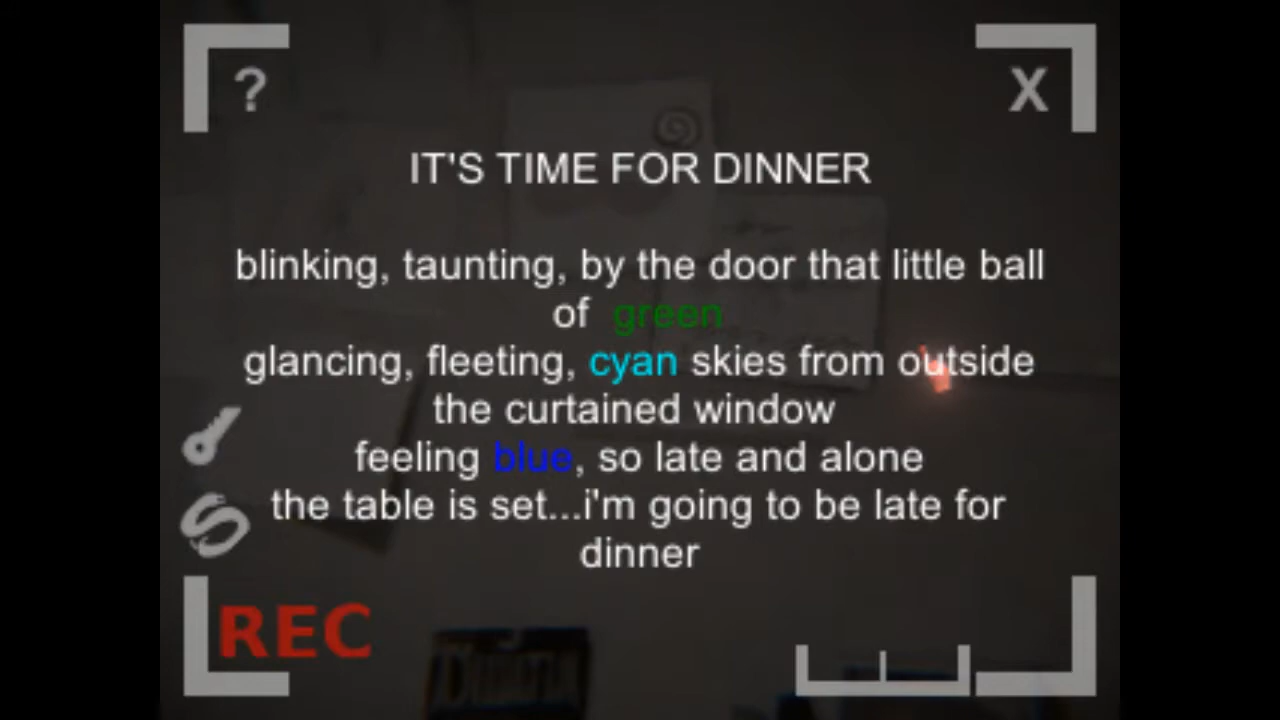 ?
X
IT'S TIME FOR DINNER
blinking, taunting, by the door that little ball
of green
glancing, fleeting, cyan skies from outside
the curtained window
feeling blue, so late and alone
the table is set...i'm going to be late for
dinner
REC